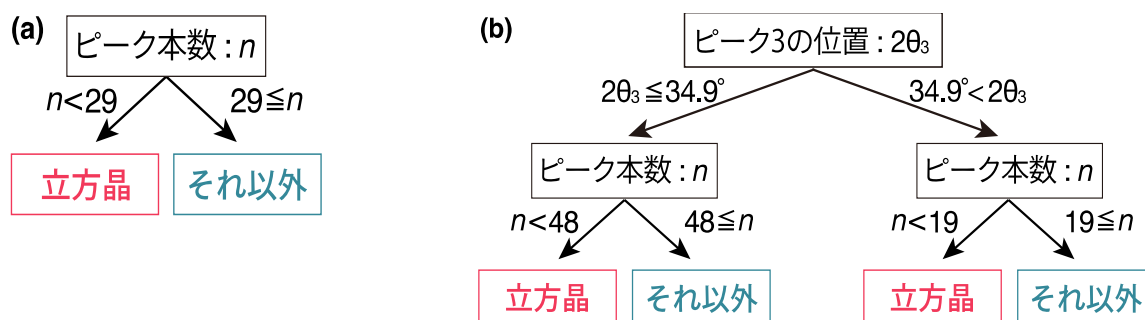 (a)
ピーク本数 : n
n<29
29≦n
立方晶
それ以外
(b)
ピーク3の位置 : 2θ₃
2θ₃≦34.9°
34.9°<2θ₃
ピーク本数 : n
ピーク本数 : n
n<48
48≦n
n<19
19≦n
立方晶
それ以外
立方晶
それ以外